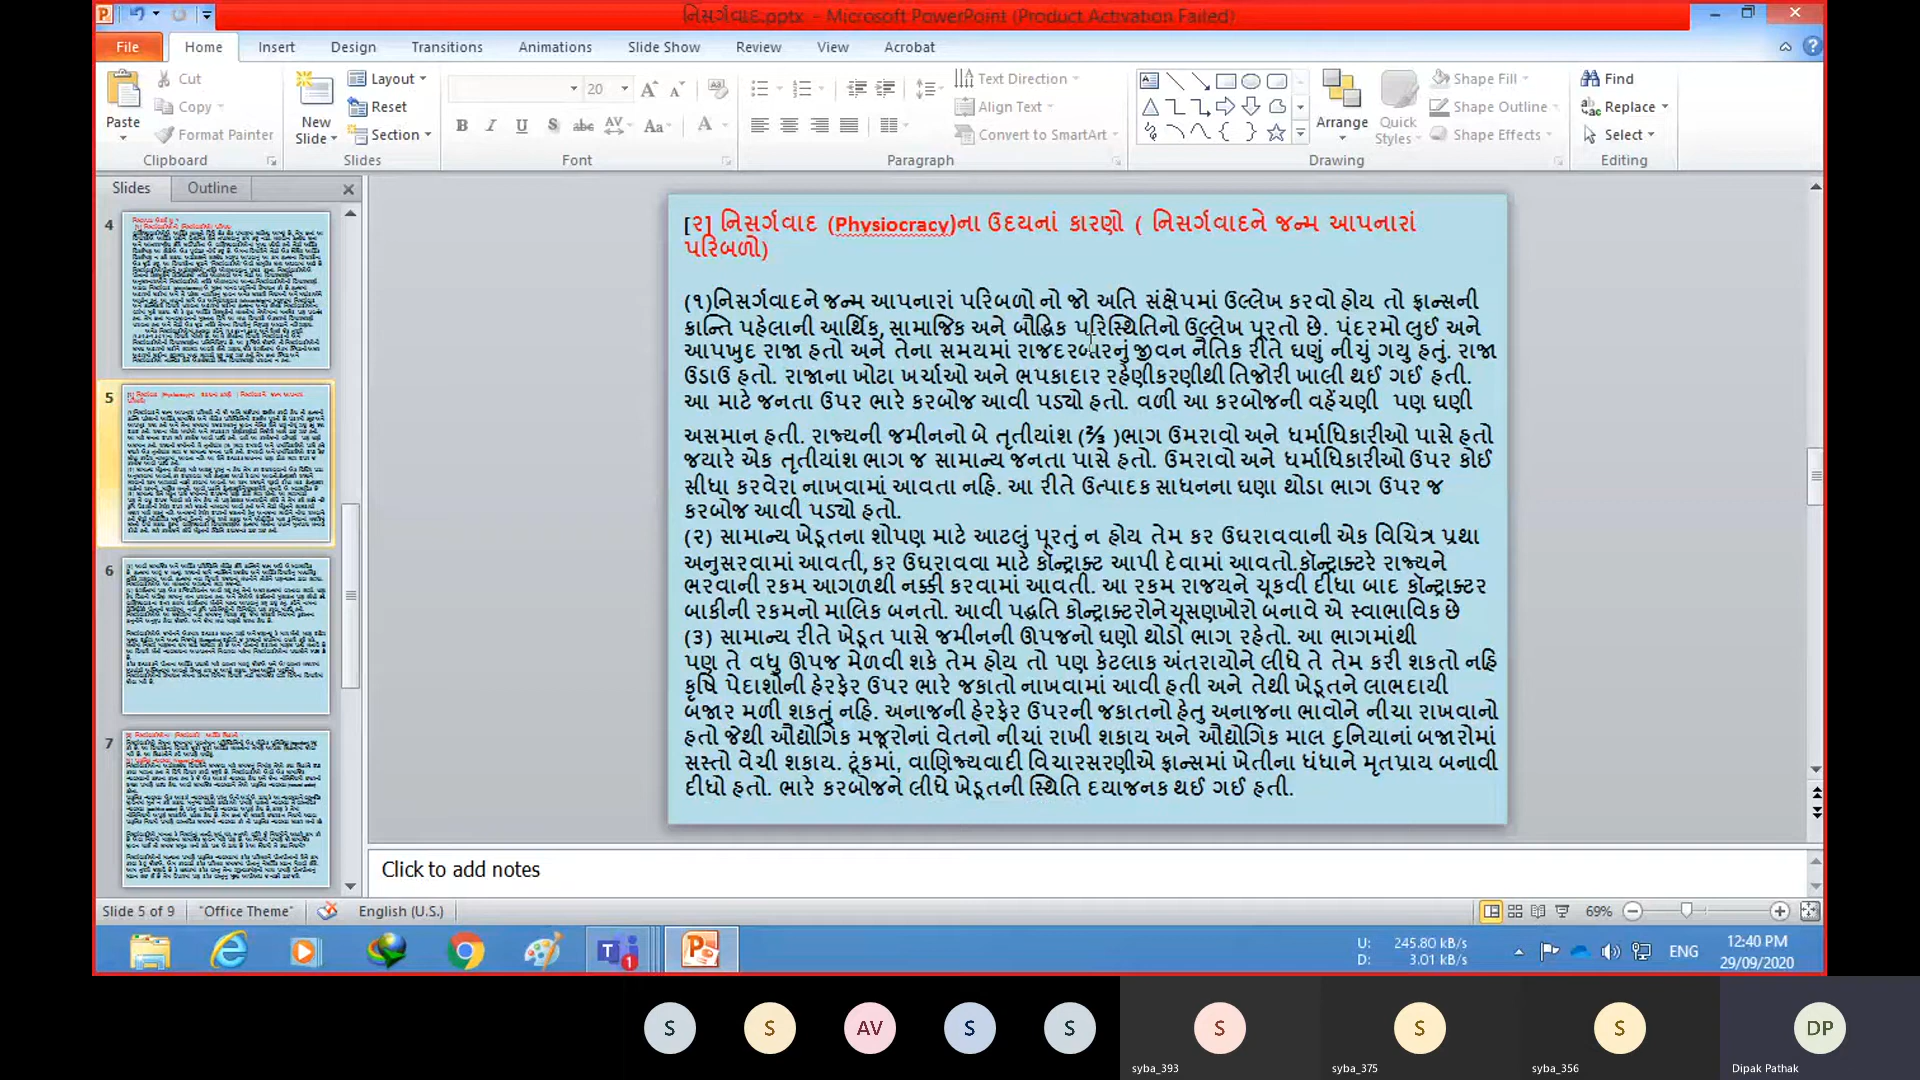 નિસર્ગવાદ.pptx - Microsoft PowerPoint (Product Activation Failed)
File Home Insert Design Transitions Animations Slide Show Review View Acrobat
Cut
Copy
Format Painter
Paste
Clipboard
New Slide
Layout
Reset
Section
Slides
20
Font
Text Direction
Align Text
Convert to SmartArt
Paragraph
Arrange
Quick Styles
Shape Fill
Shape Outline
Shape Effects
Drawing
Find
Replace
Select
Editing
Slides Outline
4
5
6
7
[૨] નિસર્ગવાદ (Physiocracy)ના ઉદયનાં કારણો ( નિસર્ગવાદને જન્મ આપનારાં
પરિબળો)
(૧)નિસર્ગવાદને જન્મ આપનારાં પરિબળો નો જો અતિ સંક્ષેપમાં ઉલ્લેખ કરવો હોય તો ફ્રાન્સની
ક્રાન્તિ પહેલાની આર્થિક, સામાજિક અને બૌદ્ધિક પરિસ્થિતિનો ઉલ્લેખ પૂરતો છે. પંદરમો લુઈ અને
આપખુદ રાજા હતો અને તેના સમયમાં રાજદરબારનું જીવન નૈતિક રીતે ઘણું નીચું ગયુ હતું. રાજા
ઉડાઉ હતો. રાજાના ખોટા ખર્ચાઓ અને ભપકાદાર રહેણીકરણીથી તિજોરી ખાલી થઈ ગઈ હતી.
આ માટે જનતા ઉપર ભારે કરબોજ આવી પડ્યો હતો. વળી આ કરબોજની વહેંચણી પણ ઘણી
અસમાન હતી. રાજ્યની જમીનનો બે તૃતીયાંશ (⅔ )ભાગ ઉમરાવો અને ધર્માધિકારીઓ પાસે હતો
જયારે એક તૃતીયાંશ ભાગ જ સામાન્ય જનતા પાસે હતો. ઉમરાવો અને ધર્માધિકારીઓ ઉપર કોઈ
સીધા કરવેરા નાખવામાં આવતા નહિ. આ રીતે ઉત્પાદક સાધનના ઘણા થોડા ભાગ ઉપર જ
કરબોજ આવી પડ્યો હતો.
(૨) સામાન્ય ખેડૂતના શોપણ માટે આટલું પૂરતું ન હોય તેમ કર ઉઘરાવવાની એક વિચિત્ર પ્રથા
અનુસરવામાં આવતી, કર ઉઘરાવવા માટે કોંન્ટ્રાક્ટ આપી દેવામાં આવતો.કોંન્ટ્રાક્ટરે રાજ્યને
ભરવાની રકમ આગળથી નક્કી કરવામાં આવતી. આ રકમ રાજયને ચૂકવી દીધા બાદ કોંન્ટ્રાક્ટર
બાકીની રકમનો માલિક બનતો. આવી પદ્ધતિ કોન્ટ્રાક્ટરોને ચૂસણખોરો બનાવે એ સ્વાભાવિક છે
(૩) સામાન્ય રીતે ખેડૂત પાસે જમીનની ઊપજનો ઘણો થોડો ભાગ રહેતો. આ ભાગમાંથી
પણ તે વધુ ઊપજ મેળવી શકે તેમ હોય તો પણ કેટલાક અંતરાયોને લીધે તે તેમ કરી શકતો નહિ
કૃષિ પેદાશોની હેરફેર ઉપર ભારે જકાતો નાખવામાં આવી હતી અને તેથી ખેડૂતને લાભદાયી
બજાર મળી શકતું નહિ. અનાજની હેરફેર ઉપરની જકાતનો હેતુ અનાજના ભાવોને નીચા રાખવાનો
હતો જેથી ઔદ્યોગિક મજૂરોનાં વેતનો નીચાં રાખી શકાય અને ઔદ્યોગિક માલ દુનિયાનાં બજારોમાં
સસ્તો વેચી શકાય. ટૂંકમાં, વાણિજ્યવાદી વિચારસરણીએ ફ્રાન્સમાં ખેતીના ધંધાને મૃતપ્રાય બનાવી
દીધો હતો. ભારે કરબોજને લીધે ખેડૂતની સ્થિતિ દયાજનક થઈ ગઈ હતી.
Click to add notes
Slide 5 of 9 "Office Theme" English (U.S.) 69%
U: 245.80 kB/s
D: 3.01 kB/s
ENG
12:40 PM
29/09/2020
S S AV S S S S S DP
syba_393 syba_375 syba_356 Dipak Pathak